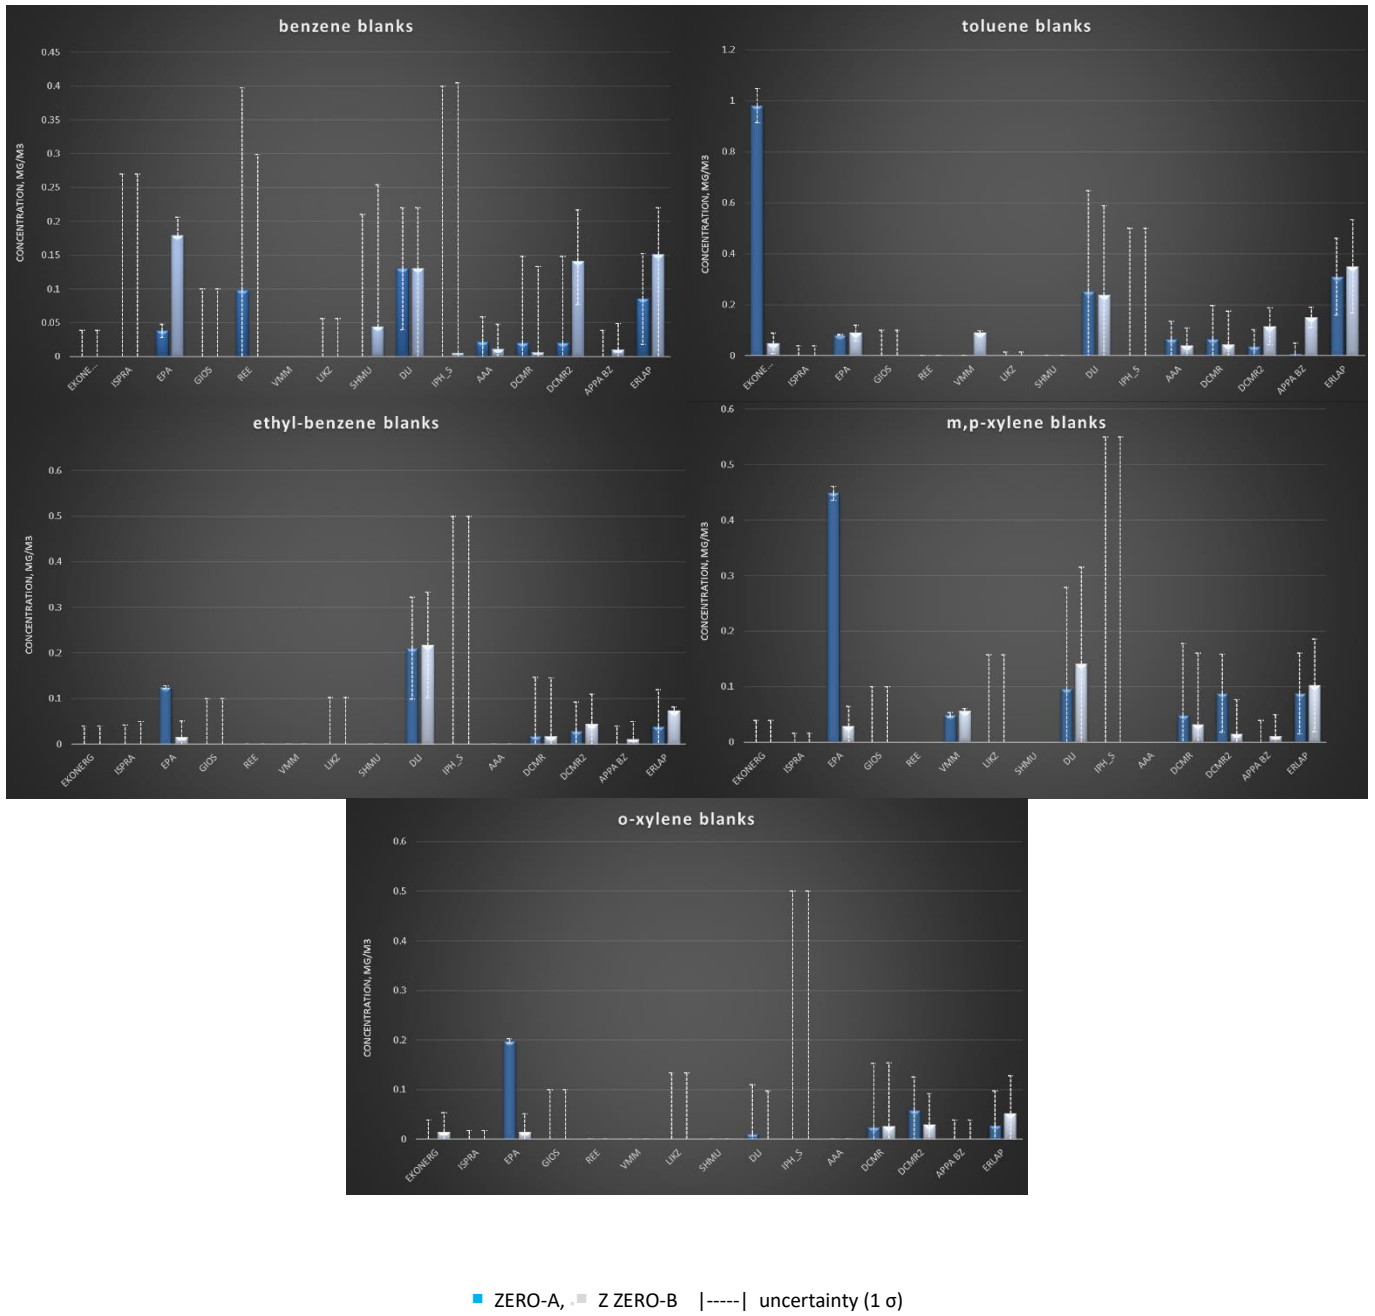 benzene blanks
0.45
0.4
0.35
0.3
0.25
0.2
0.15
0.1
0.05
0
CONCENTRATION, MG/M3
EKONE... ISPRA EPA GIOS REE VMM LIKZ SHMU DLI IPH_S AAA DCMR DCMR2 APPA BZ ERLAP
toluene blanks
1.2
1
0.8
0.6
0.4
0.2
0
CONCENTRATION, MG/M3
EKONE... ISPRA EPA GIOS REE VMM LIKZ SHMU DLI IPH_S AAA DCMR DCMR2 APPA BZ ERLAP
ethyl-benzene blanks
0.6
0.5
0.4
0.3
0.2
0.1
0
CONCENTRATION, MG/M3
EKONERG ISPRA EPA GIOS REE VMM LIKZ SHMU DLI IPH_S AAA DCMR DCMR2 APPA BZ ERLAP
m,p-xylene blanks
0.6
0.5
0.4
0.3
0.2
0.1
0
CONCENTRATION, MG/M3
EKONERG ISPRA EPA GIOS REE VMM LIKZ SHMU DLI IPH_S AAA DCMR DCMR2 APPA BZ ERLAP
o-xylene blanks
0.6
0.5
0.4
0.3
0.2
0.1
0
CONCENTRATION, MG/M3
EKONERG ISPRA EPA GIOS REE VMM LIKZ SHMU DLI IPH_S AAA DCMR DCMR2 APPA BZ ERLAP
ZERO-A, . Z ZERO-B |-----| uncertainty (1 σ)